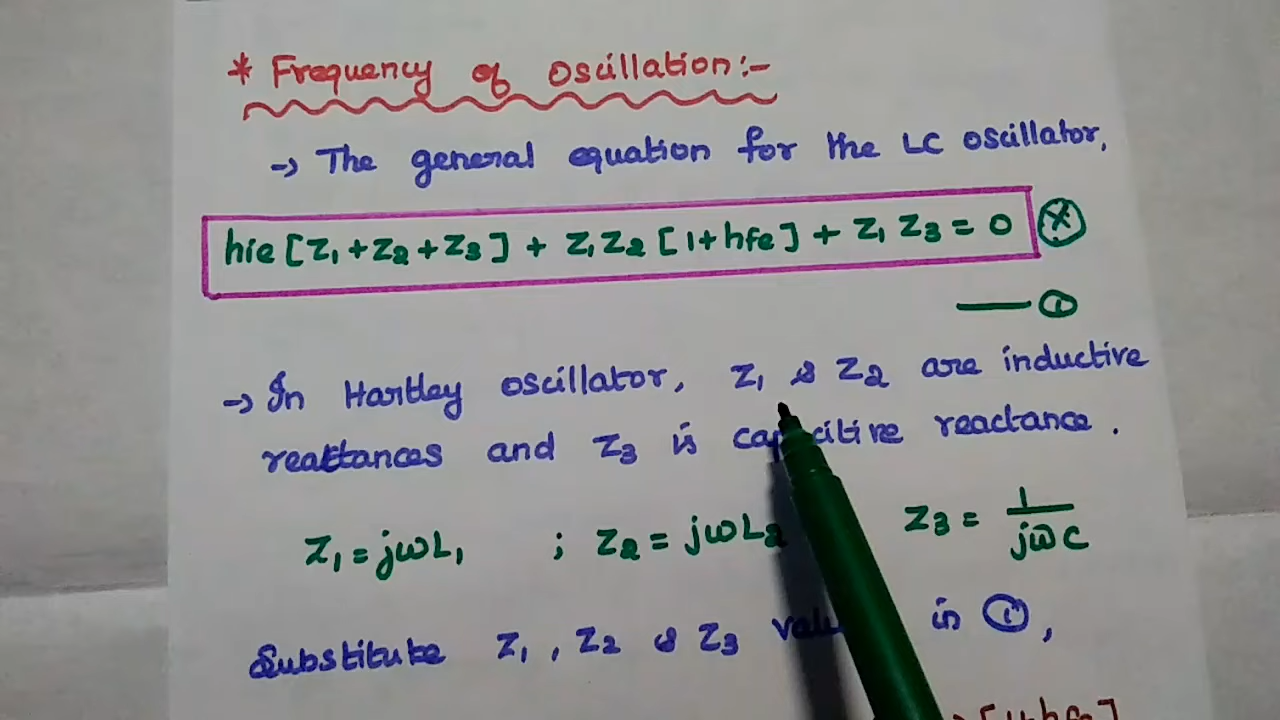 * Frequency of Oscillation:-
→ The general equation for the LC oscillator,
hie [Z₁+Z₂+Z₃] + Z₁Z₂ [1+hfe] + Z₁ Z₃ = 0 ⊗
— ①
→ In Hartley oscillator, Z₁ & Z₂ are inductive
reactances and Z₃ is reactance.
Z₁ = jωL₁ ; Z₂ = jωL₂ Z₃ = 1/jωC
Substitute Z₁, Z₂ & Z₃ in ①,
[1+hfe]